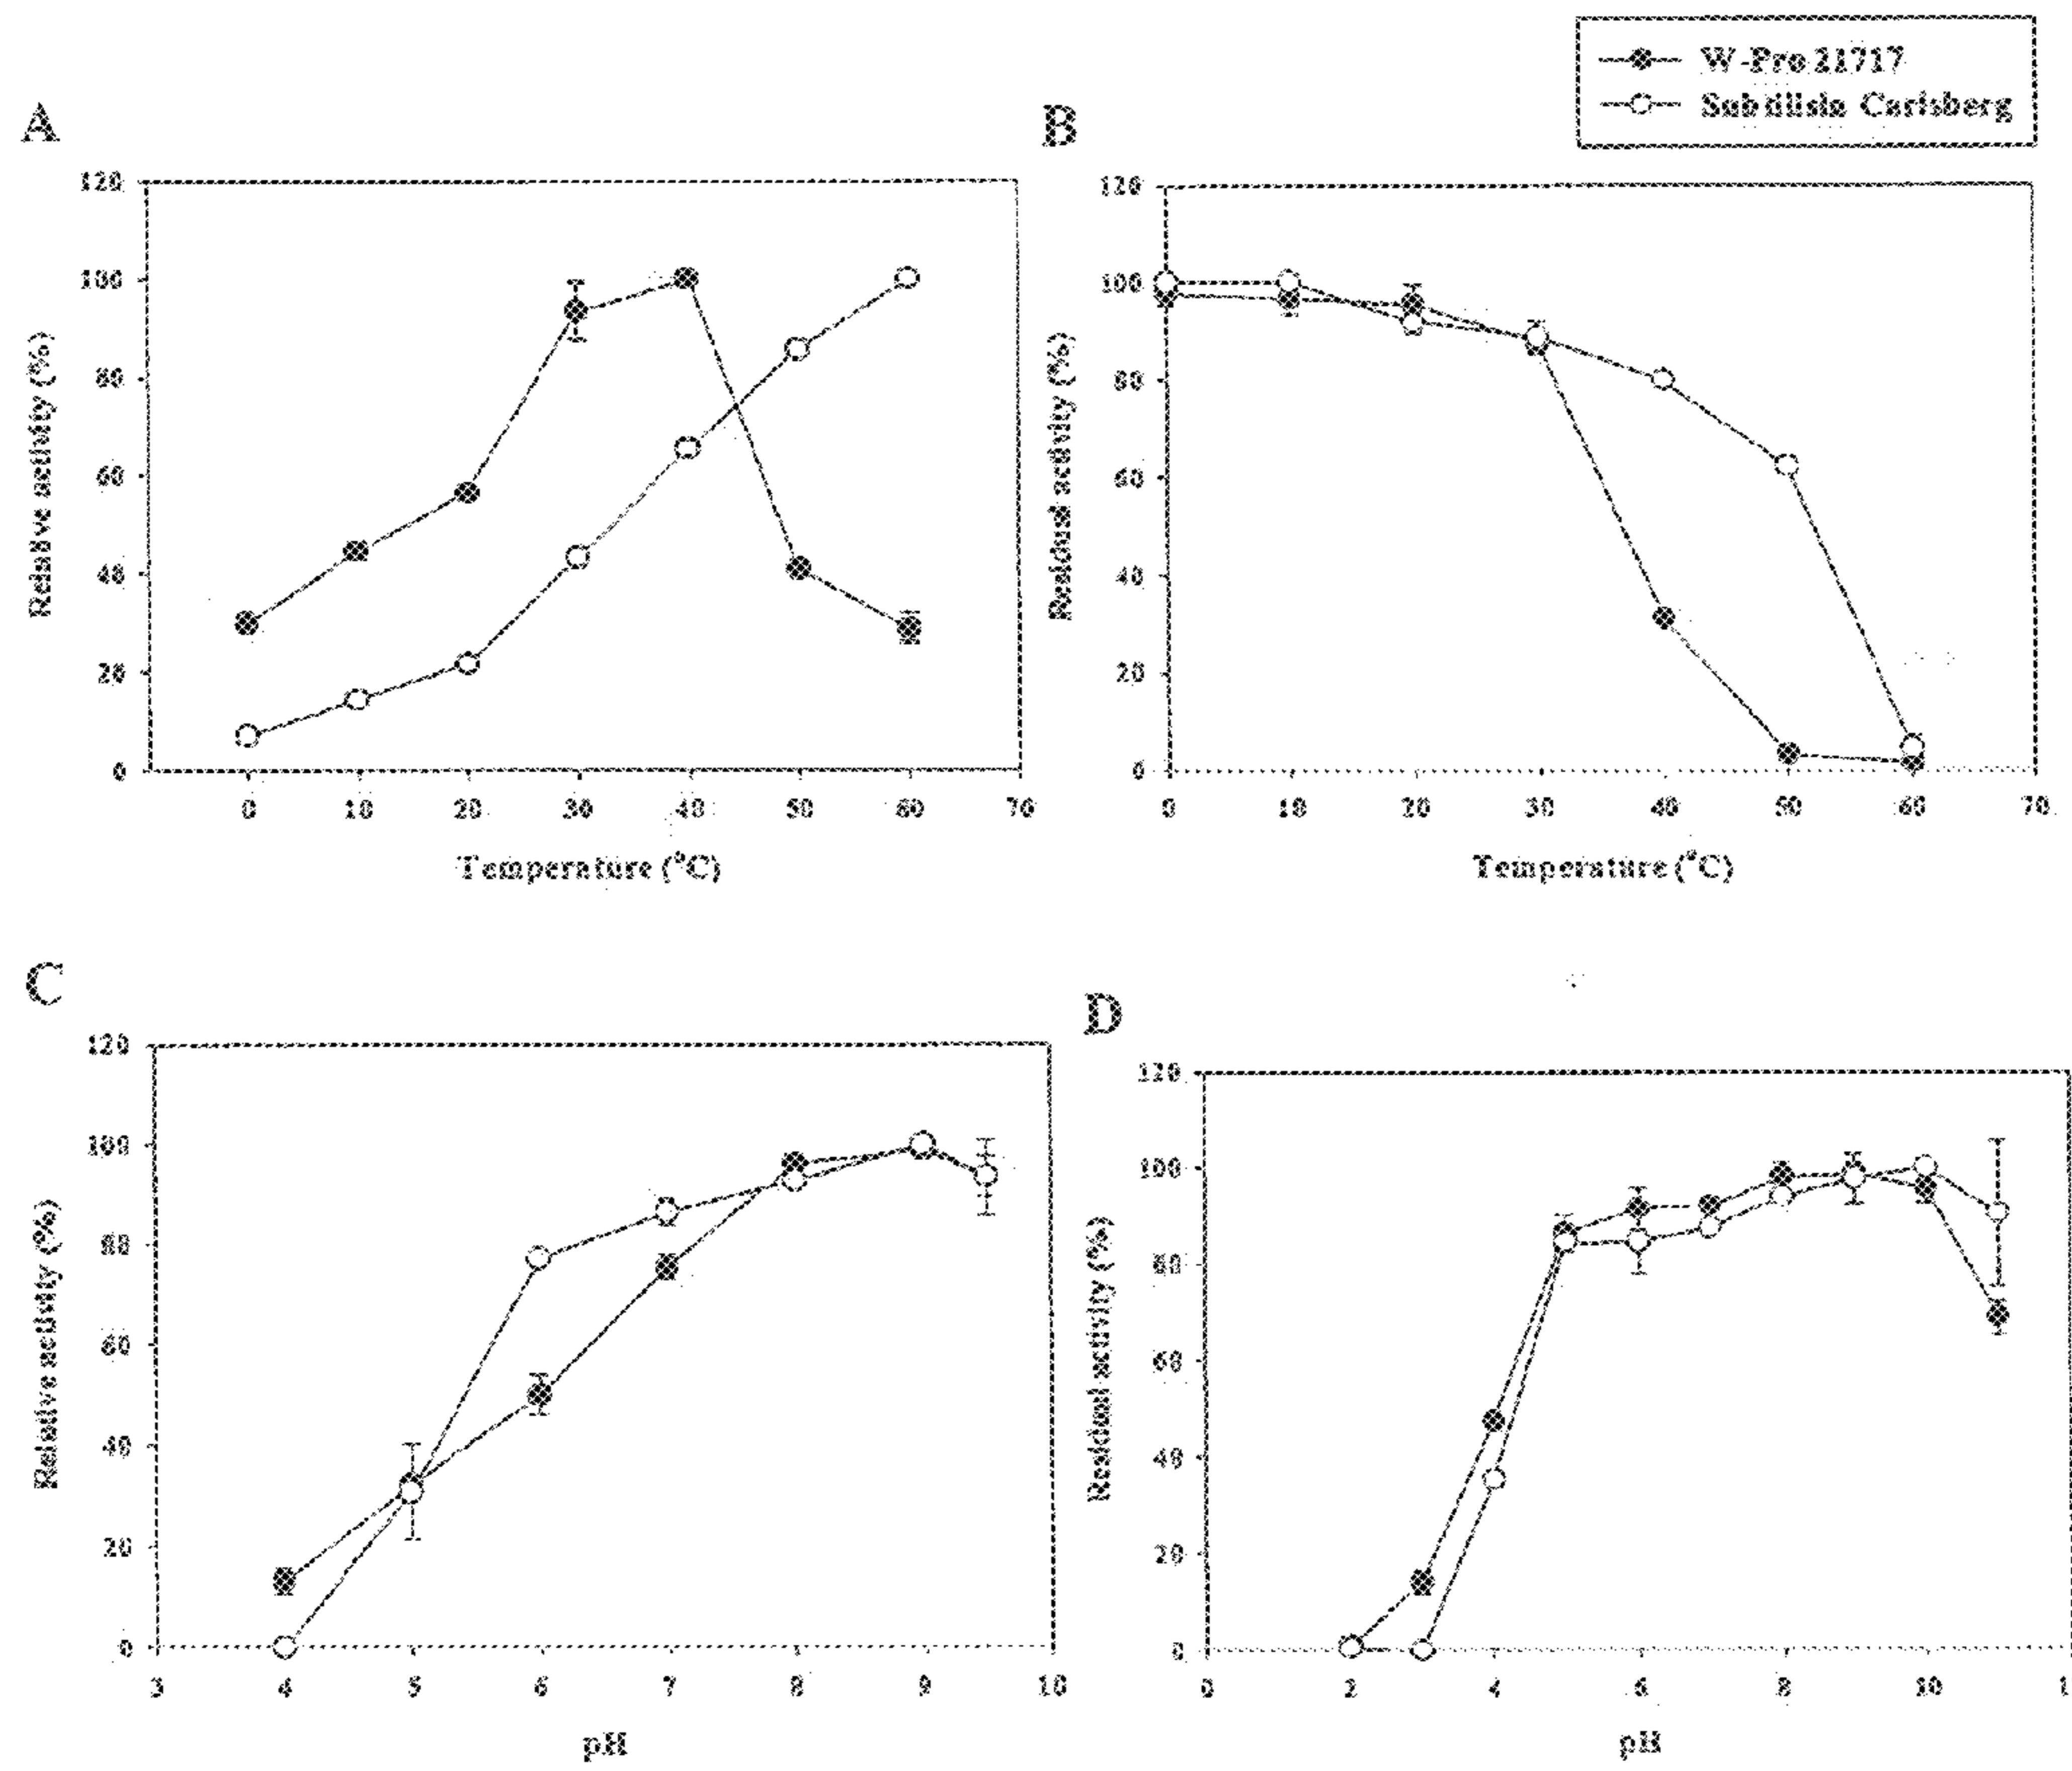 W-Pro 21717
Subtilisin Carlsberg
A
120
100
80
60
40
20
0
Relative activity (%)
0 10 20 30 40 50 60 70
Temperature (°C)
B
120
100
80
60
40
20
0
Residual activity (%)
0 10 20 30 40 50 60 70
Temperature (°C)
C
120
100
80
60
40
20
0
Relative activity (%)
3 4 5 6 7 8 9 10
pH
D
120
100
80
60
40
20
0
Residual activity (%)
0 2 4 6 8 10 1
pH